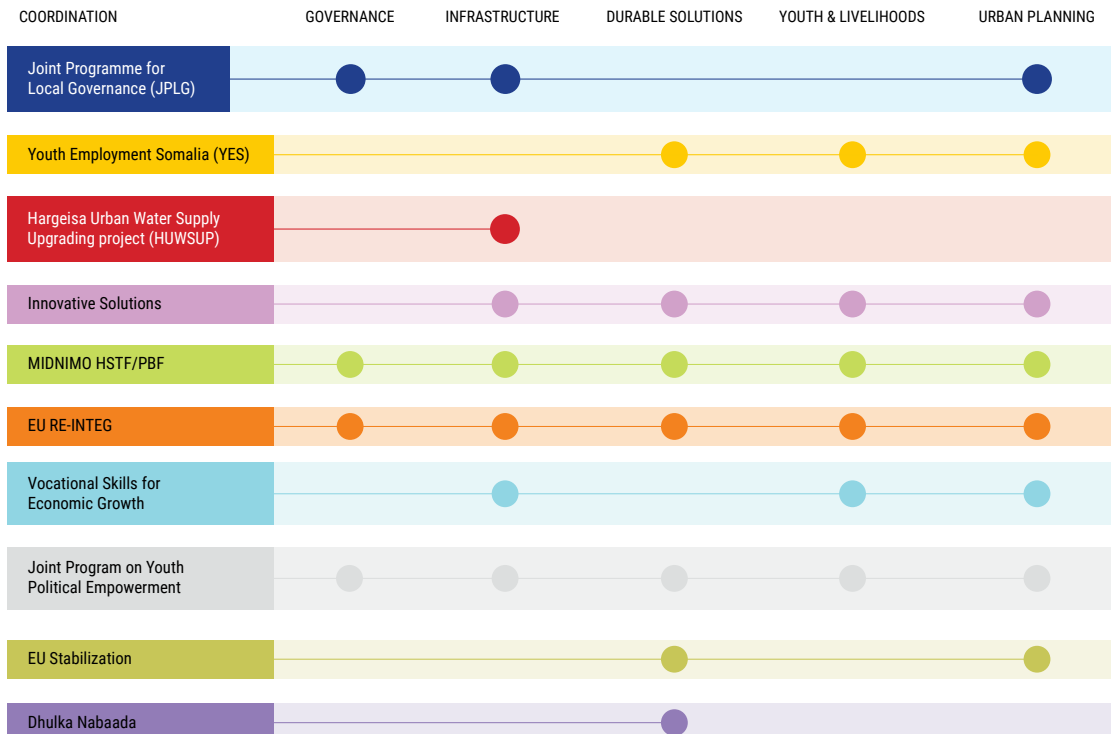 COORDINATION GOVERNANCE INFRASTRUCTURE DURABLE SOLUTIONS YOUTH & LIVELIHOODS URBAN PLANNING
Joint Programme for
Local Governance (JPLG)
Youth Employment Somalia (YES)
Hargeisa Urban Water Supply
Upgrading project (HUWSUP)
Innovative Solutions
MIDNIMO HSTF/PBF
EU RE-INTEG
Vocational Skills for
Economic Growth
Joint Program on Youth
Political Empowerment
EU Stabilization
Dhulka Nabaada